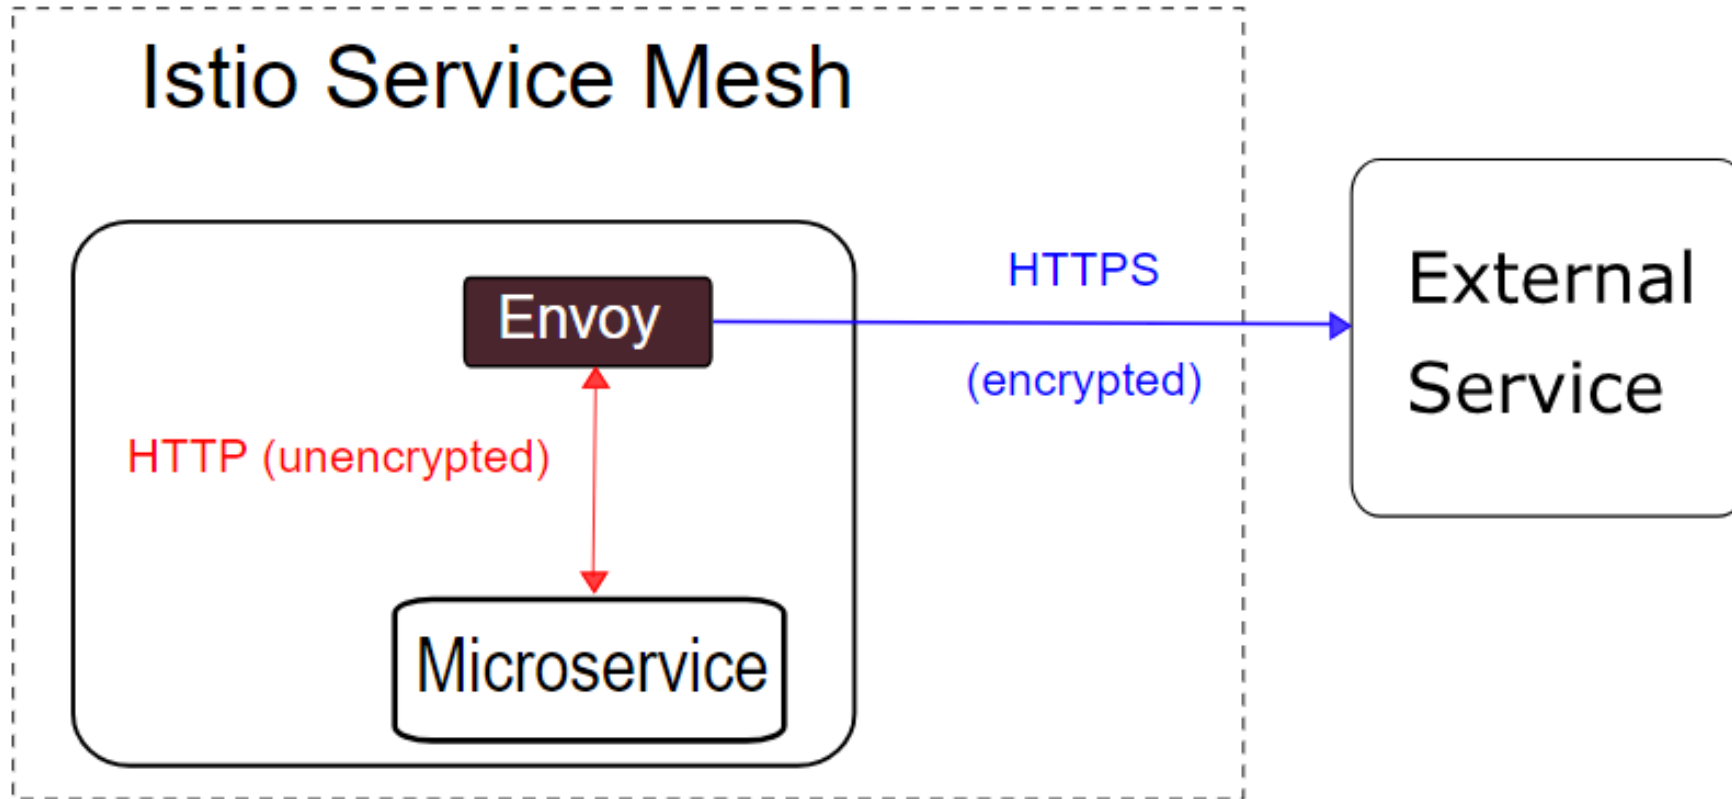 Istio Service Mesh
Envoy
HTTPS
(encrypted)
HTTP (unencrypted)
Microservice
External
Service